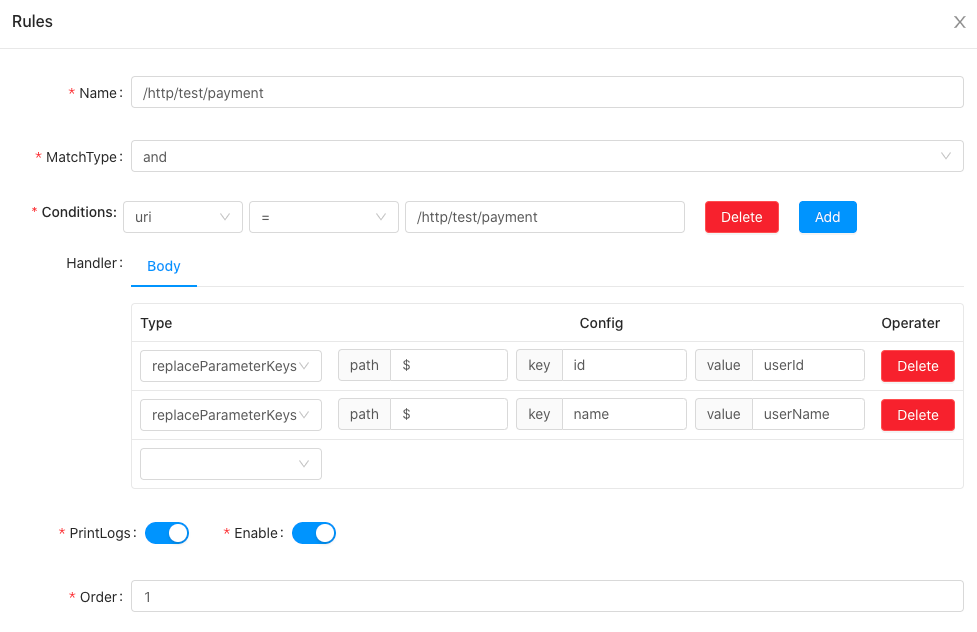 Rules
* Name: /http/test/payment
* MatchType: and
* Conditions: uri = /http/test/payment Delete Add
Handler: Body
Type Config Operater
replaceParameterKeys path $ key id value userId Delete
replaceParameterKeys path $ key name value userName Delete
* PrintLogs: * Enable:
* Order: 1